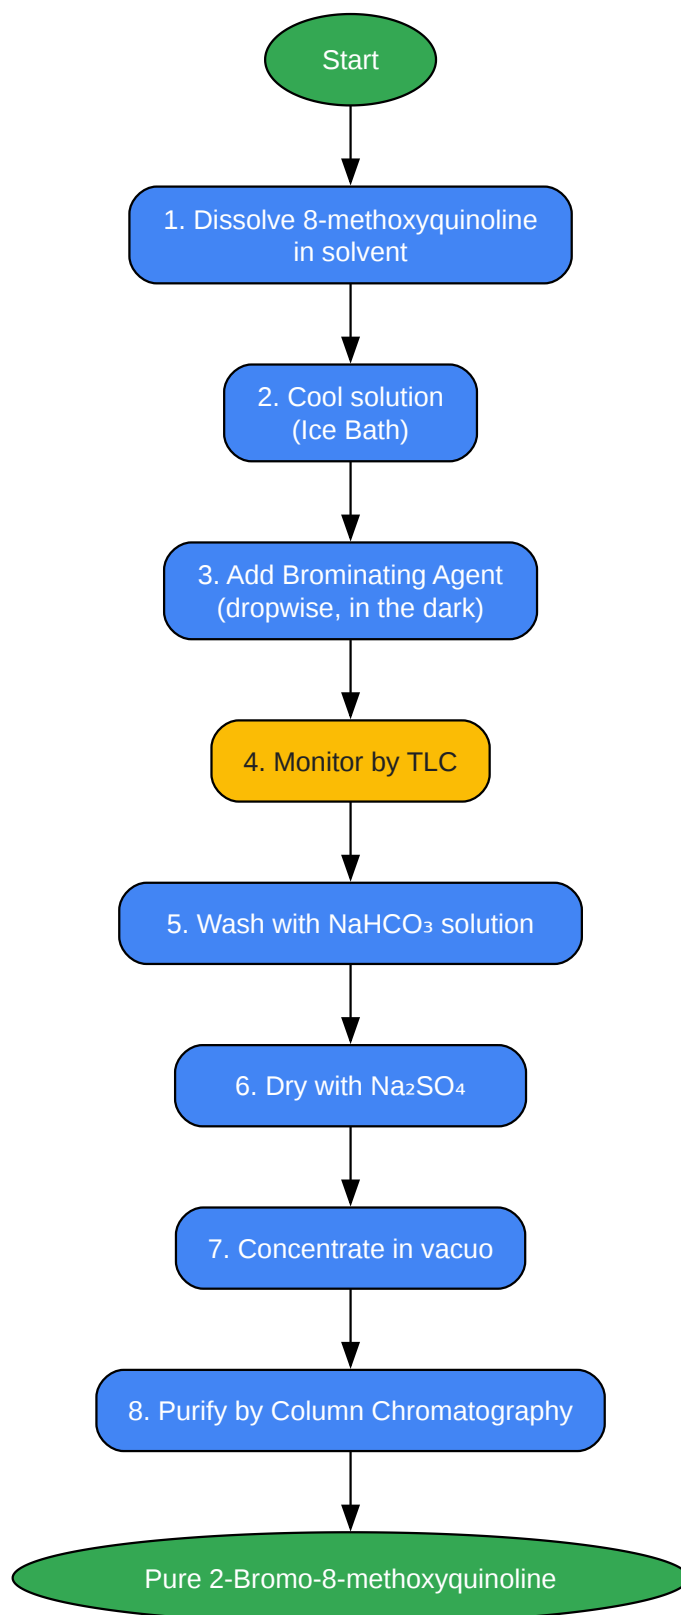 Start
1. Dissolve 8-methoxyquinoline
in solvent
2. Cool solution
(Ice Bath)
3. Add Brominating Agent
(dropwise, in the dark)
4. Monitor by TLC
5. Wash with NaHCO₃ solution
6. Dry with Na₂SO₄
7. Concentrate in vacuo
8. Purify by Column Chromatography
Pure 2-Bromo-8-methoxyquinoline